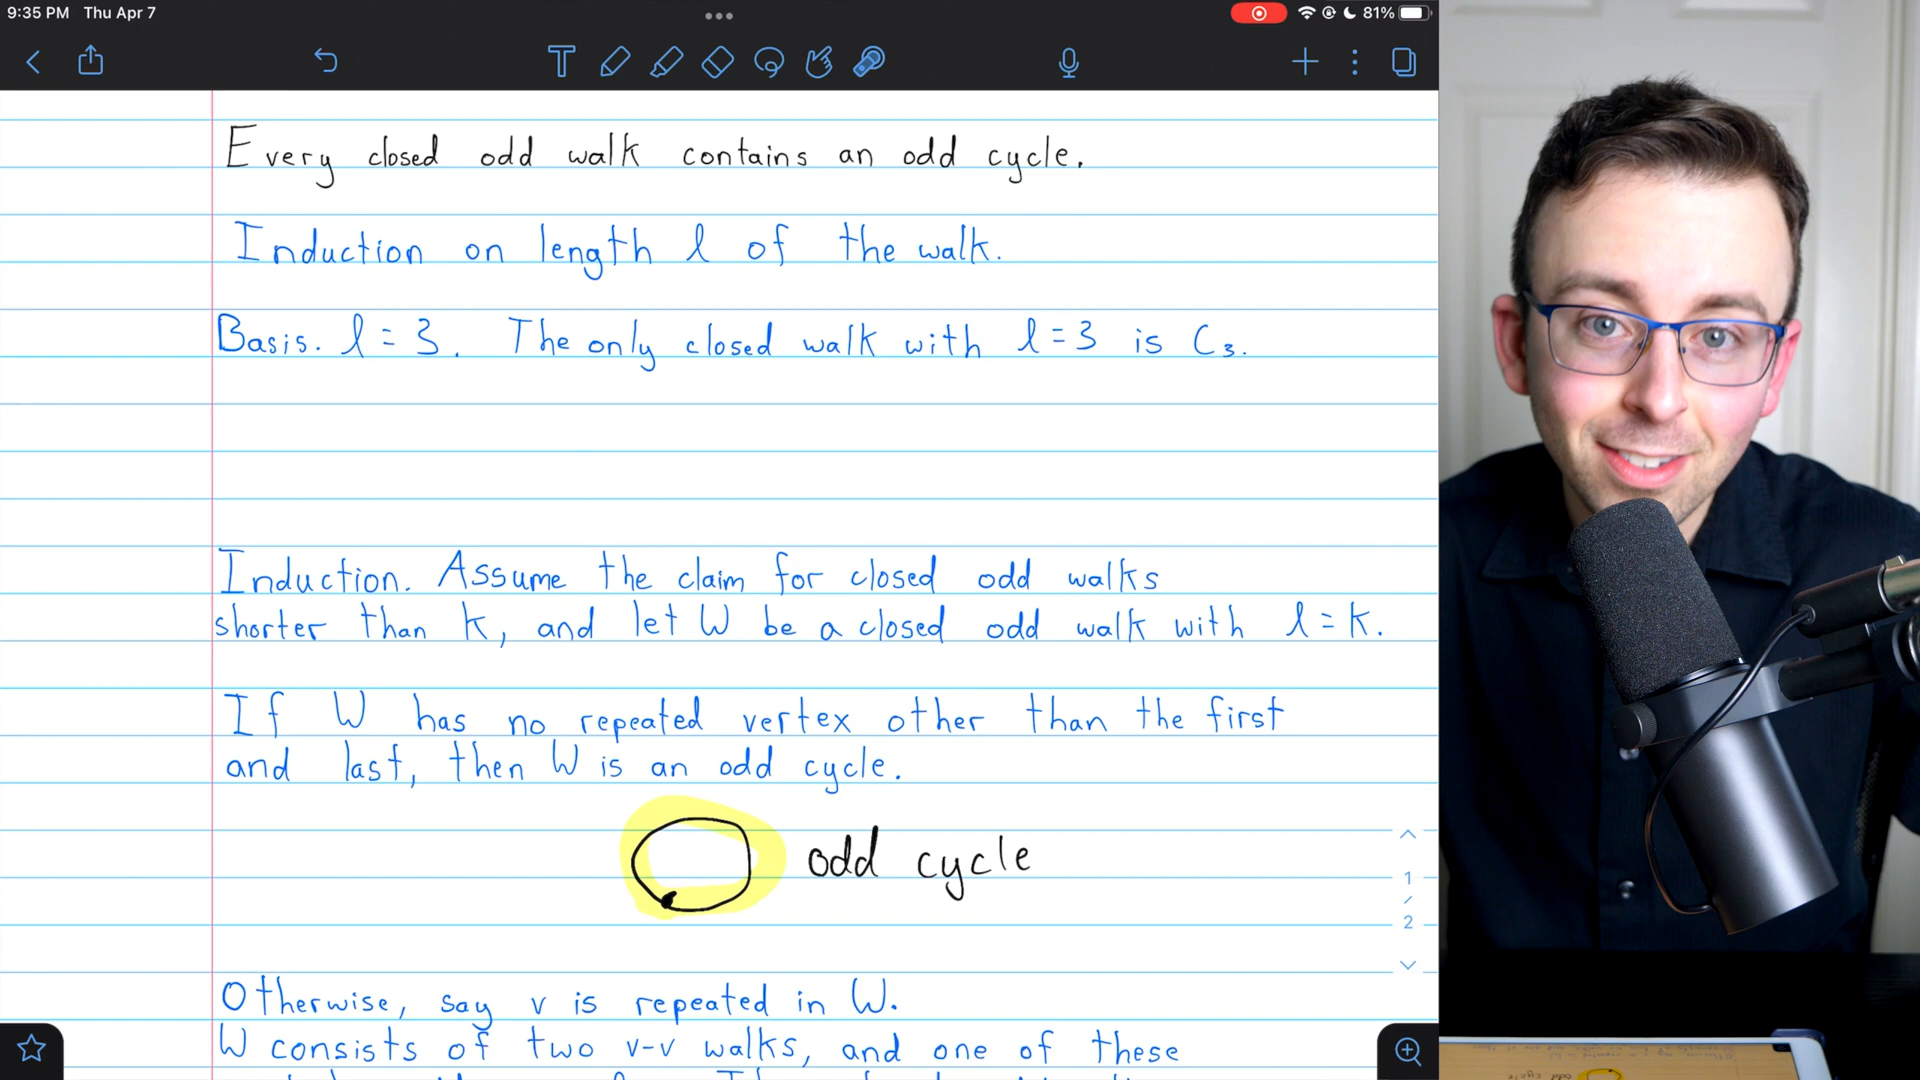 9:35 PM Thu Apr 7
81%
Every closed odd walk contains an odd cycle.
Induction on length l of the walk.
Basis. l = 3. The only closed walk with l = 3 is C₃.
Induction. Assume the claim for closed odd walks
shorter than k, and let W be a closed odd walk with l = k.
If W has no repeated vertex other than the first
and last, then W is an odd cycle.
odd cycle
1
/
2
Otherwise, say v is repeated in W.
W consists of two v-v walks, and one of these